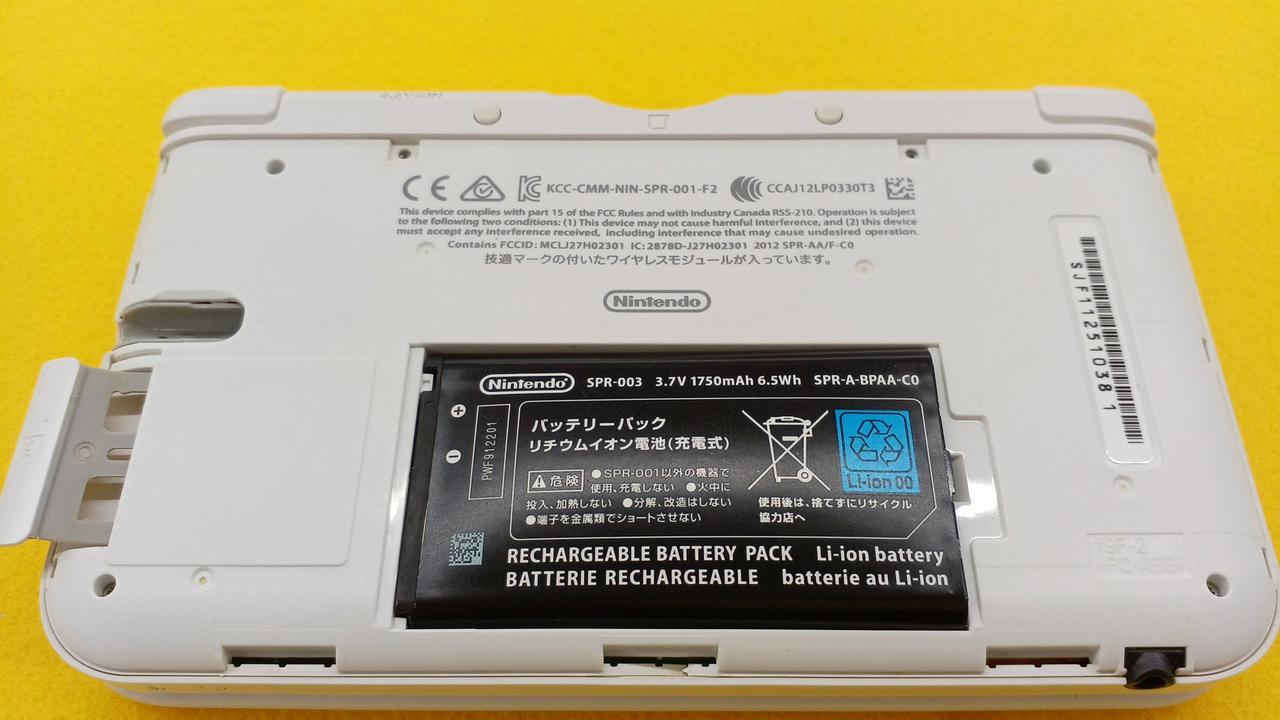 CE KCC-CMM-NIN-SPR-001-F2 CCAJ12LP0330T3
This device complies with part 15 of the FCC Rules and with Industry Canada RSS-210. Operation is subject
to the following two conditions: (1) This device may not cause harmful interference, and (2) this device
must accept any interference received, including interference that may cause undesired operation.
Contains FCCID: MCLJ27H02301 IC:2878D-J27H02301 2012 SPR-AA/F-C0
技適マークの付いたワイヤレスモジュールが入っています。
Nintendo
SJF11251038 1
Nintendo SPR-003 3.7V 1750mAh 6.5Wh SPR-A-BPAA-C0
PWF912201
バッテリーパック
リチウムイオン電池(充電式)
危険 ●SPR-001以外の機器で
使用、充電しない ●火中に
投入、加熱しない ●分解、改造はしない
●端子を金属類でショートさせない
Li-ion 00
使用後は、捨てずにリサイクル
協力店へ
RECHARGEABLE BATTERY PACK Li-ion battery
BATTERIE RECHARGEABLE batterie au Li-ion
19F-2
>PC/ABS<